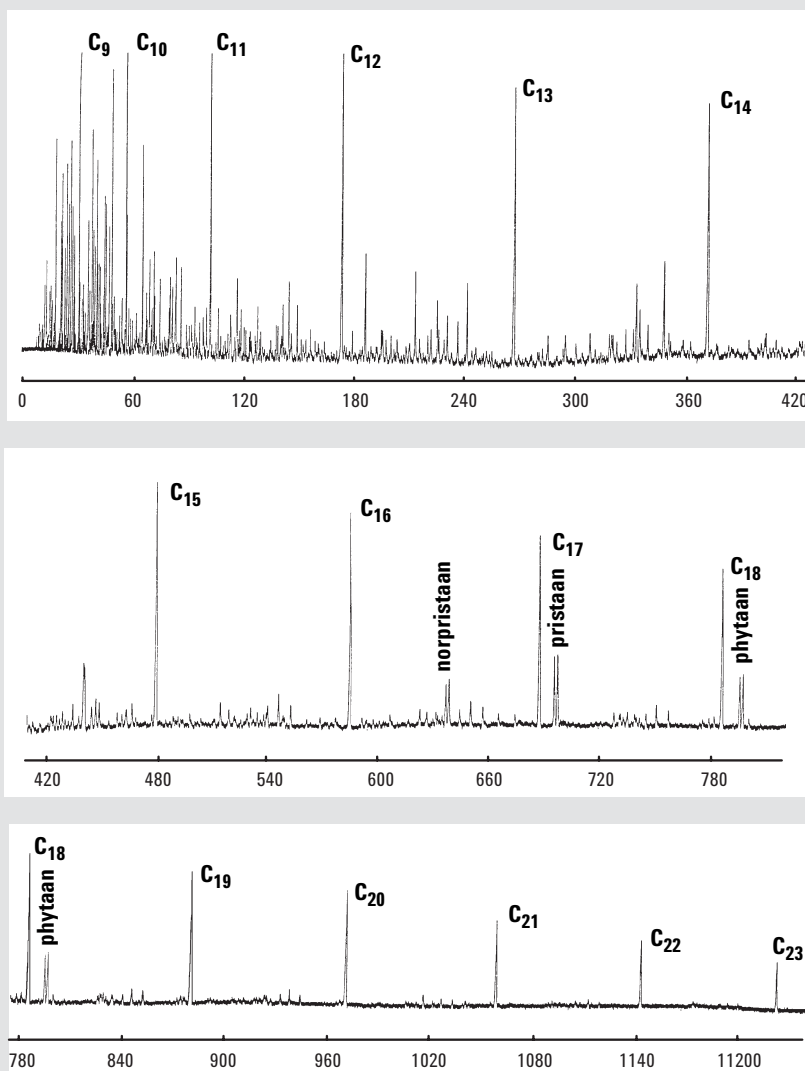 C₉ C₁₀ C₁₁ C₁₂ C₁₃ C₁₄
0 60 120 180 240 300 360 420
C₁₅ C₁₆ norpristaan C₁₇ pristaan C₁₈ phytaan
420 480 540 600 660 720 780
C₁₈ phytaan C₁₉ C₂₀ C₂₁ C₂₂ C₂₃
780 840 900 960 1020 1080 1140 11200